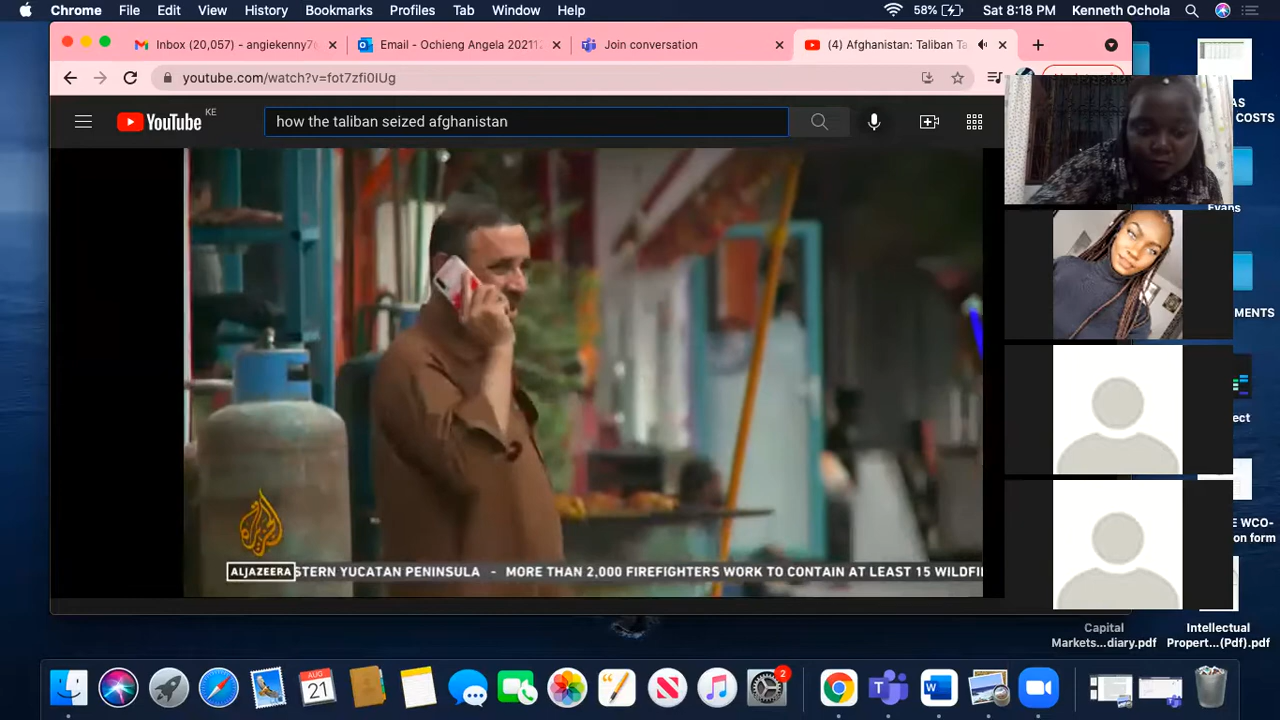 Chrome File Edit View History Bookmarks Profiles Tab Window Help 58% Sat 8:18 PM Kenneth Ochola
Inbox (20,057) - angiekenny7
Email - Ochieng Angela 20211
Join conversation
(4) Afghanistan: Taliban Ta
youtube.com/watch?v=fot7zfi0IUg
YouTube KE
how the taliban seized afghanistan
AS
COSTS
Evans
MENTS
ect
E WCO-
on form
ALJAZEERA STERN YUCATAN PENINSULA - MORE THAN 2,000 FIREFIGHTERS WORK TO CONTAIN AT LEAST 15 WILDFI
Capital
Markets...diary.pdf
Intellectual
Propert...(Pdf).pdf
AUG
21
2